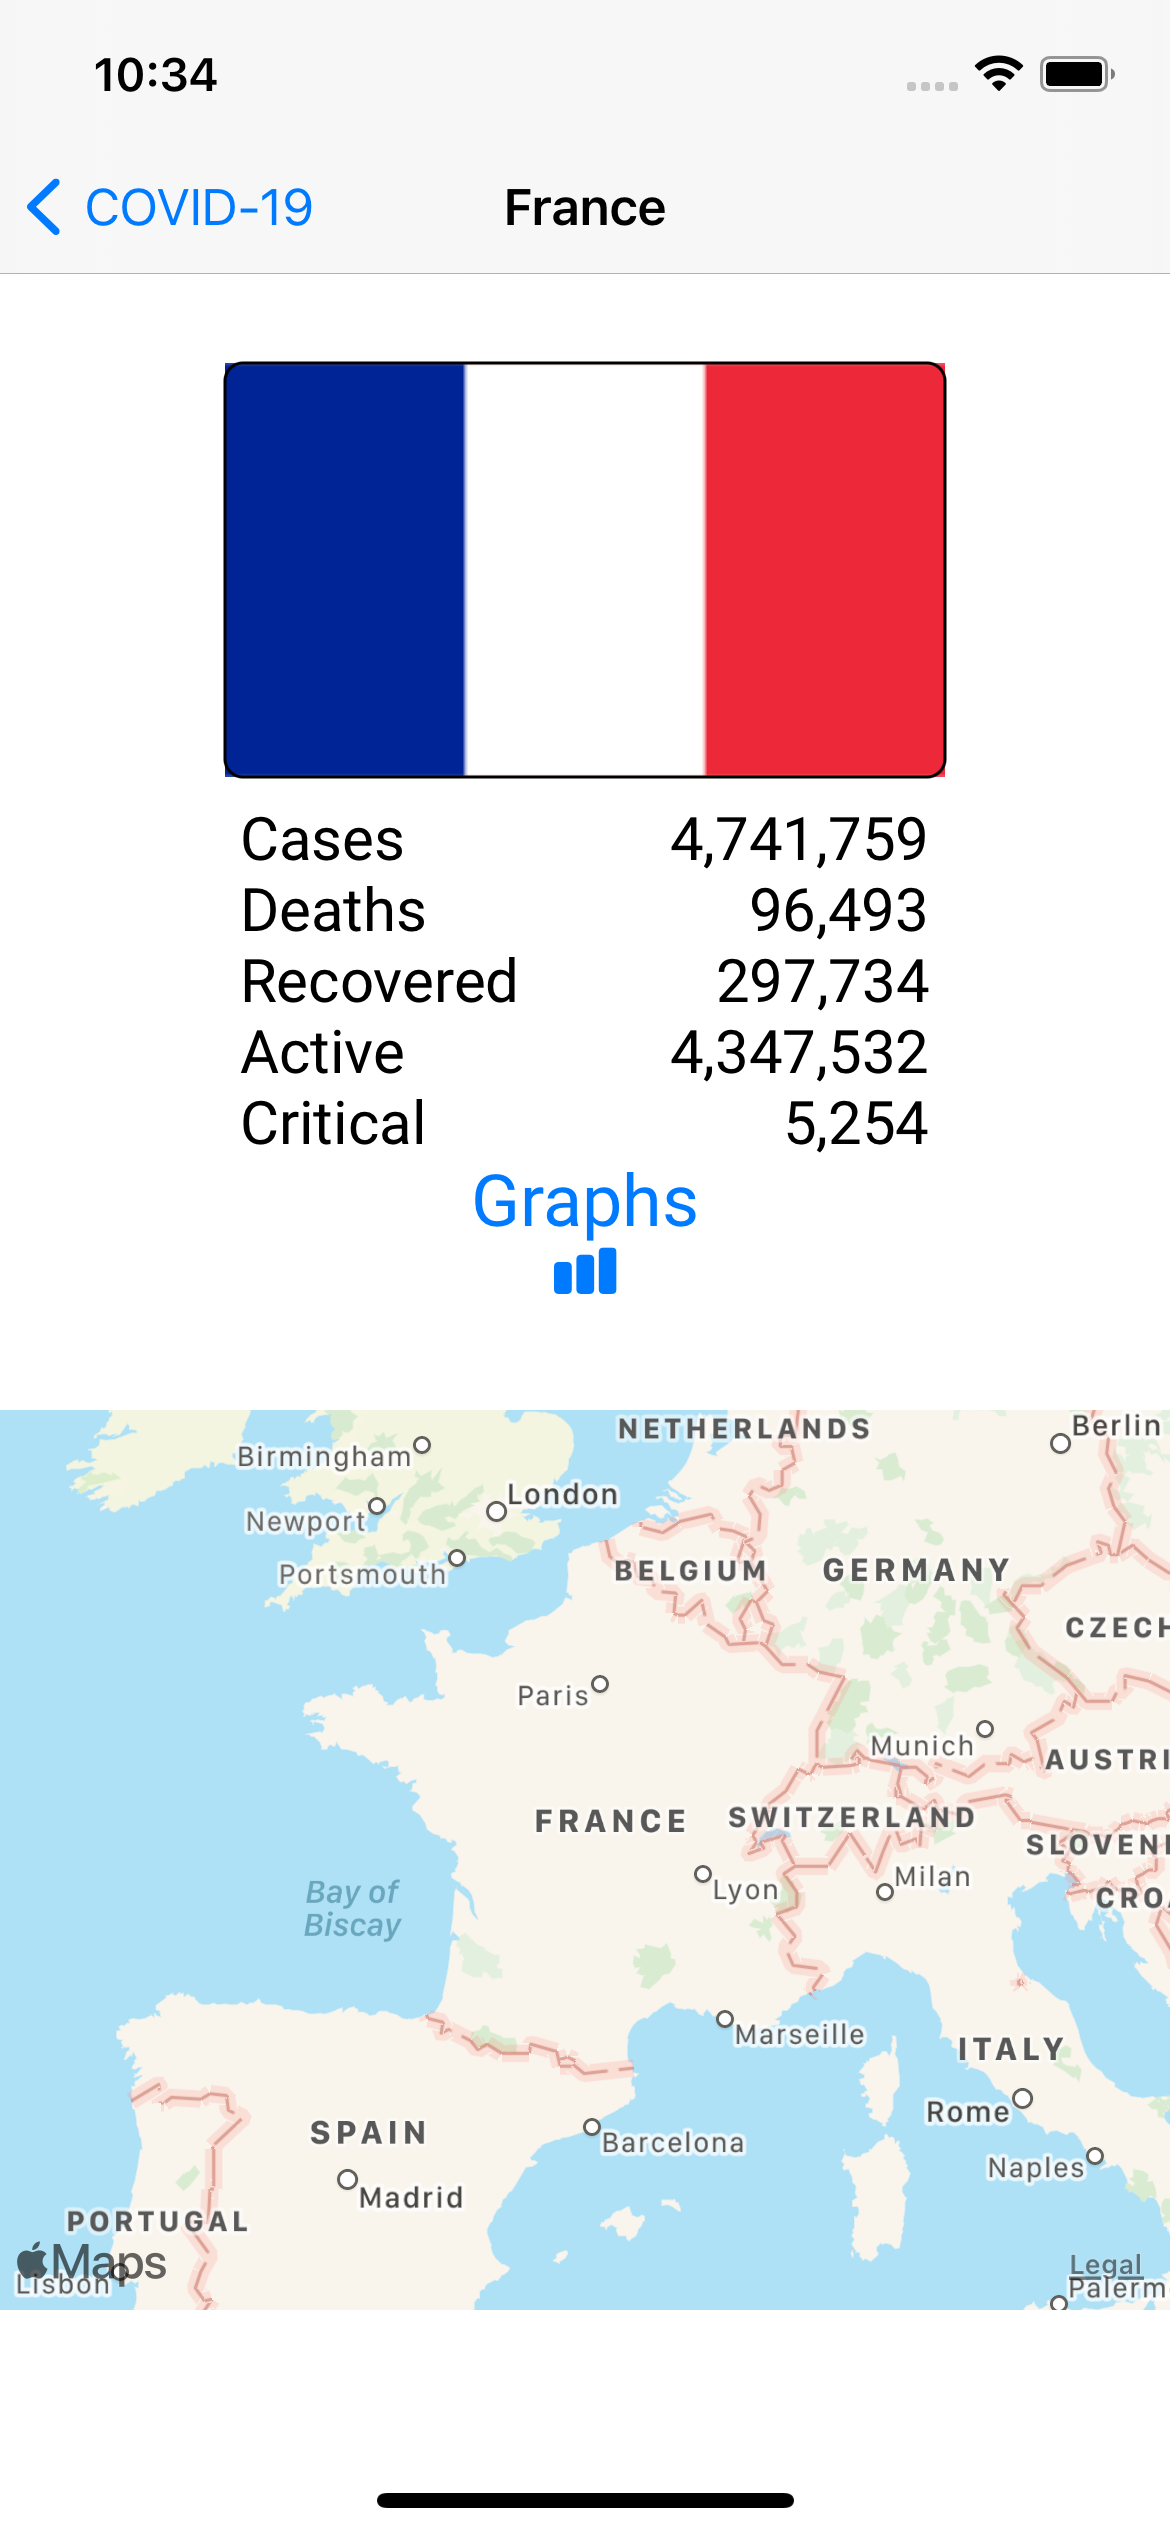 10:34
COVID-19
France
Cases 4,741,759
Deaths 96,493
Recovered 297,734
Active 4,347,532
Critical 5,254
Graphs
NETHERLANDS
Berlin
Birmingham
London
Newport
Portsmouth
BELGIUM
GERMANY
CZECH
Paris
Munich
AUSTRI
FRANCE
SWITZERLAND
SLOVENI
Milan
Lyon
CRO
Bay of
Biscay
Marseille
ITALY
Rome
SPAIN
Barcelona
Naples
Madrid
PORTUGAL
Maps
Legal
Lisbon
Palerm